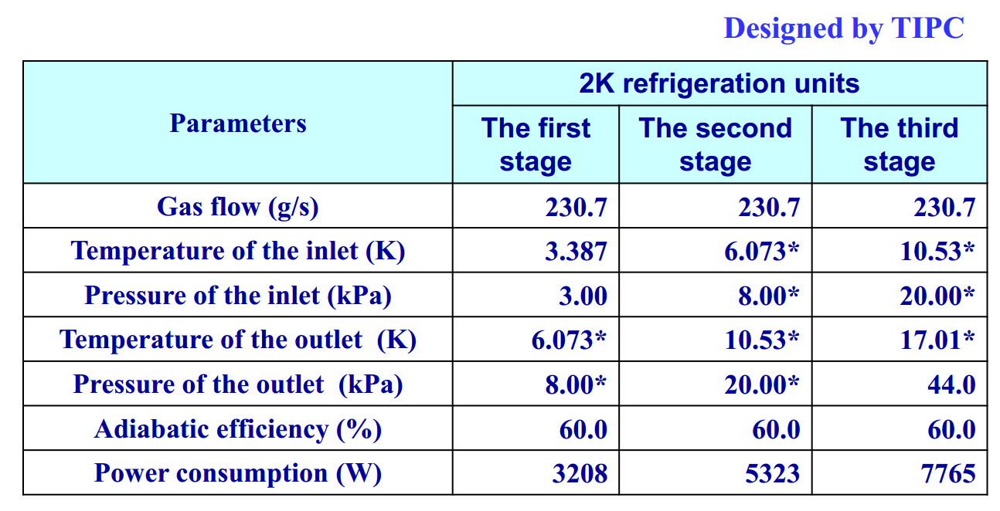 Designed by TIPC
Parameters
2K refrigeration units
The first
stage
The second
stage
The third
stage
Gas flow (g/s) 230.7 230.7 230.7
Temperature of the inlet (K) 3.387 6.073* 10.53*
Pressure of the inlet (kPa) 3.00 8.00* 20.00*
Temperature of the outlet (K) 6.073* 10.53* 17.01*
Pressure of the outlet (kPa) 8.00* 20.00* 44.0
Adiabatic efficiency (%) 60.0 60.0 60.0
Power consumption (W) 3208 5323 7765